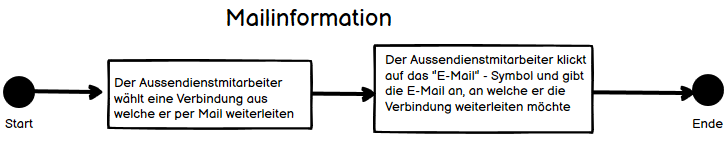 Mailinformation
Start
Der Aussendienstmitarbeiter
wählt eine Verbindung aus
welche er per Mail weiterleiten
Der Aussendienstmitarbeiter klickt
auf das "E-Mail" - Symbol und gibt
die E-Mail an, an welche er die
Verbindung weiterleiten möchte
Ende